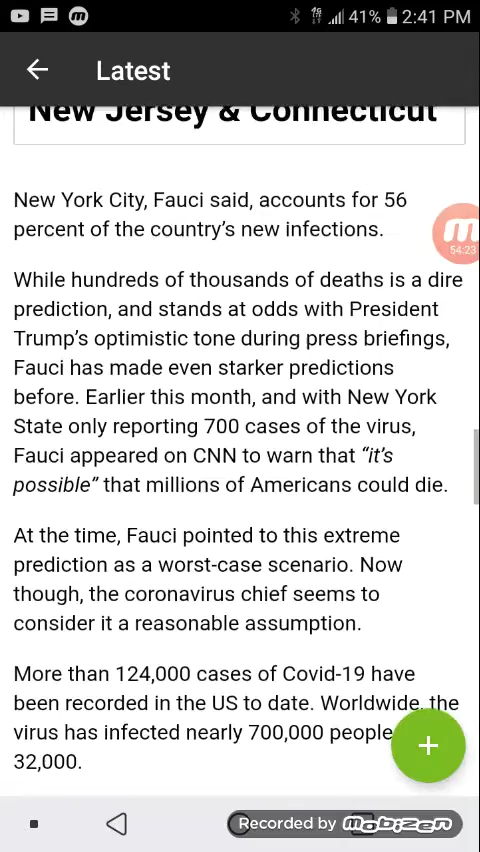 41% 2:41 PM
Latest
New Jersey & Connecticut
New York City, Fauci said, accounts for 56
percent of the country’s new infections.
54:23
While hundreds of thousands of deaths is a dire
prediction, and stands at odds with President
Trump’s optimistic tone during press briefings,
Fauci has made even starker predictions
before. Earlier this month, and with New York
State only reporting 700 cases of the virus,
Fauci appeared on CNN to warn that “it’s
possible” that millions of Americans could die.
At the time, Fauci pointed to this extreme
prediction as a worst-case scenario. Now
though, the coronavirus chief seems to
consider it a reasonable assumption.
More than 124,000 cases of Covid-19 have
been recorded in the US to date. Worldwide, the
virus has infected nearly 700,000 people
32,000.
Recorded by mobizen